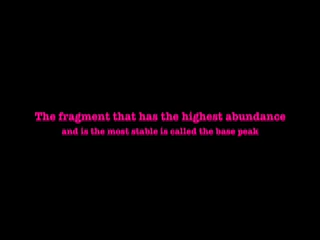 The fragment that has the highest abundance
and is the most stable is called the base peak